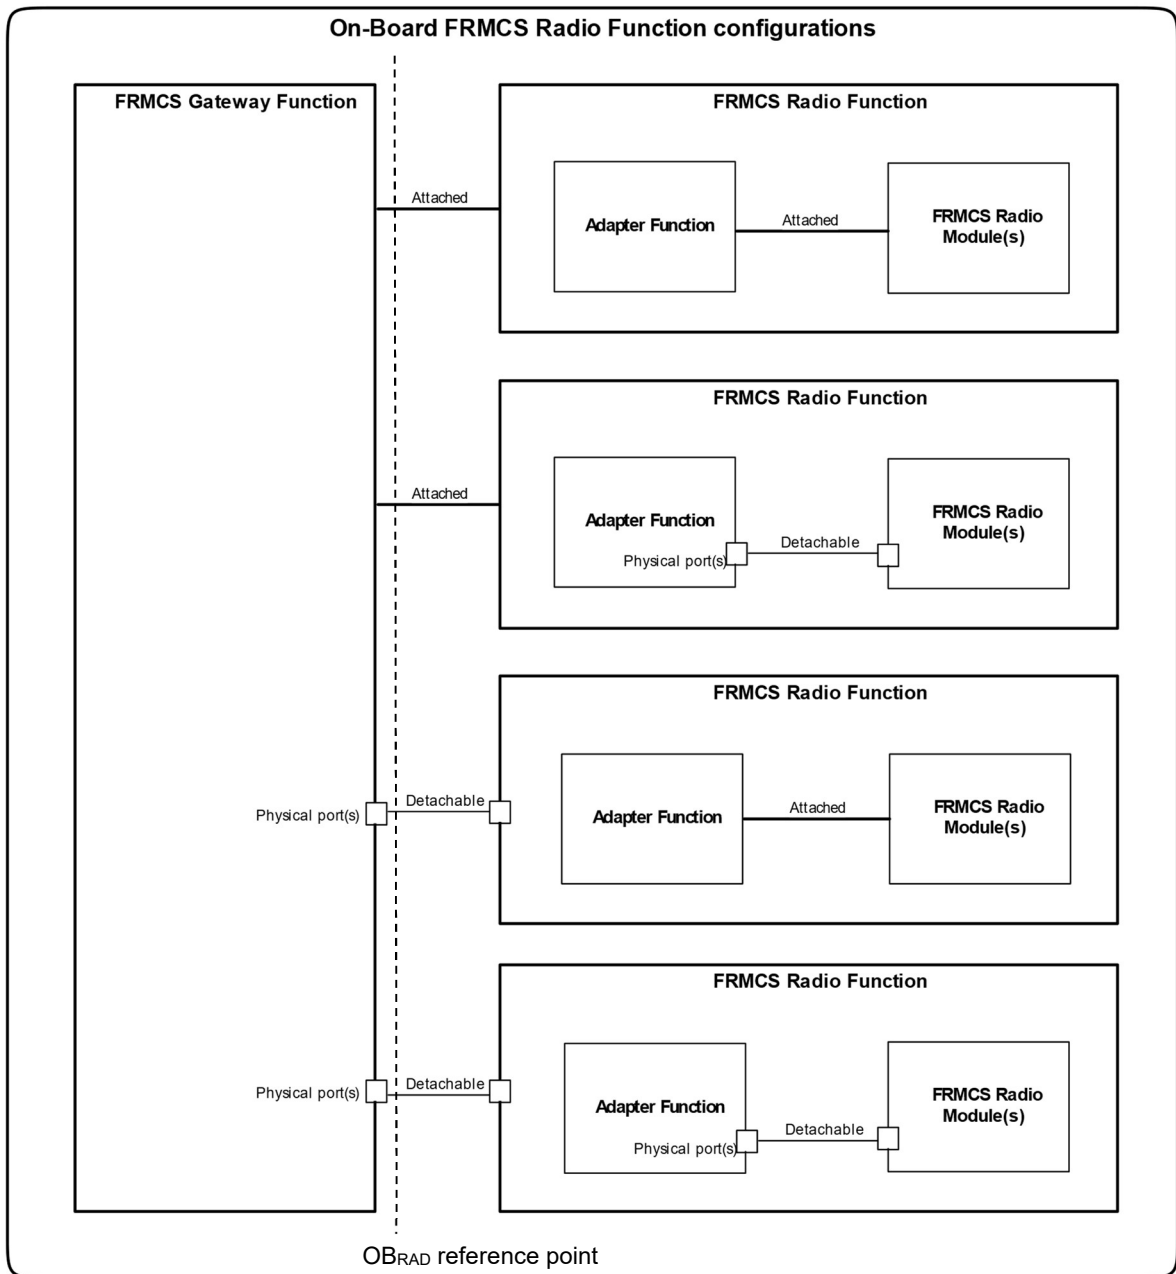 On-Board FRMCS Radio Function configurations
FRMCS Gateway Function
FRMCS Radio Function
Attached
Adapter Function
Attached
FRMCS Radio
Module(s)
FRMCS Radio Function
Attached
Adapter Function
Physical port(s)
Detachable
FRMCS Radio
Module(s)
FRMCS Radio Function
Physical port(s)
Detachable
Adapter Function
Attached
FRMCS Radio
Module(s)
FRMCS Radio Function
Physical port(s)
Detachable
Adapter Function
Physical port(s)
Detachable
FRMCS Radio
Module(s)
OBRAD reference point